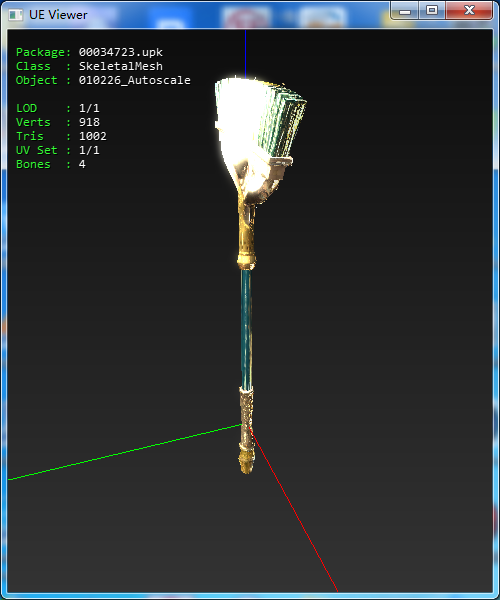 UE Viewer
Package: 00034723.upk
Class : SkeletalMesh
Object : 010226_Autoscale
LOD : 1/1
Verts : 918
Tris : 1002
UV Set : 1/1
Bones : 4